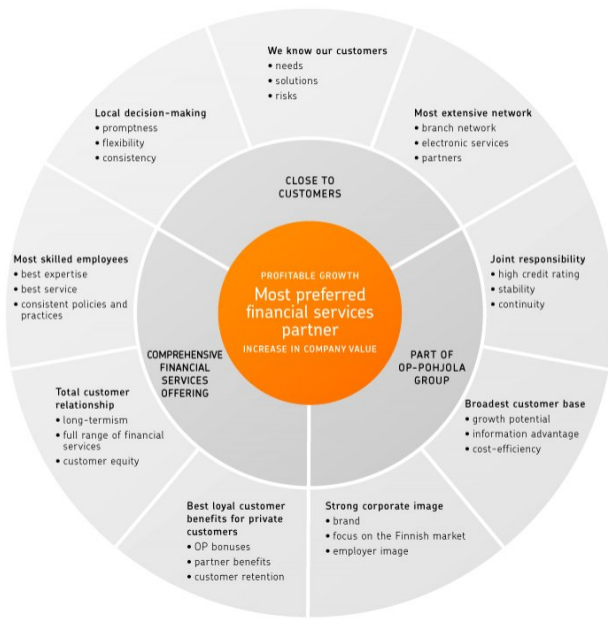 We know our customers
• needs
• solutions
• risks
Local decision-making
• promptness
• flexibility
• consistency
Most extensive network
• branch network
• electronic services
• partners
CLOSE TO
CUSTOMERS
Most skilled employees
• best expertise
• best service
• consistent policies and
practices
Joint responsibility
• high credit rating
• stability
• continuity
PROFITABLE GROWTH
Most preferred
financial services
partner
INCREASE IN COMPANY VALUE
COMPREHENSIVE
FINANCIAL
SERVICES
OFFERING
PART OF
OP-POHJOLA
GROUP
Total customer
relationship
• long-termism
• full range of financial
services
• customer equity
Broadest customer base
• growth potential
• information advantage
• cost-efficiency
Best loyal customer
benefits for private
customers
• OP bonuses
• partner benefits
• customer retention
Strong corporate image
• brand
• focus on the Finnish market
• employer image